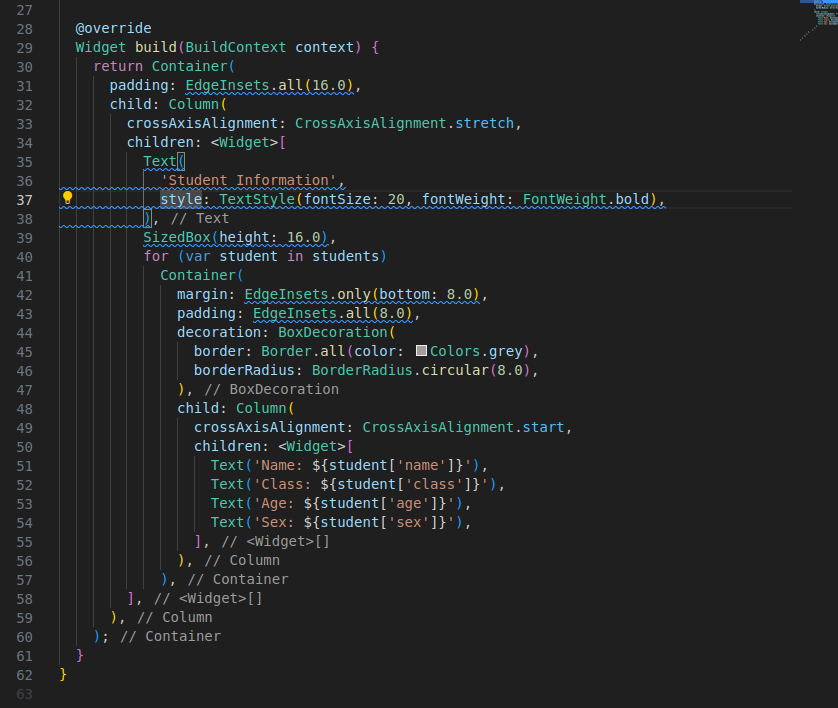 27
28 @override
29 Widget build(BuildContext context) {
30 return Container(
31 padding: EdgeInsets.all(16.0),
32 child: Column(
33 crossAxisAlignment: CrossAxisAlignment.stretch,
34 children: <Widget>[
35 Text(
36 'Student Information',
37 style: TextStyle(fontSize: 20, fontWeight: FontWeight.bold),
38 ), // Text
39 SizedBox(height: 16.0),
40 for (var student in students)
41 Container(
42 margin: EdgeInsets.only(bottom: 8.0),
43 padding: EdgeInsets.all(8.0),
44 decoration: BoxDecoration(
45 border: Border.all(color: Colors.grey),
46 borderRadius: BorderRadius.circular(8.0),
47 ), // BoxDecoration
48 child: Column(
49 crossAxisAlignment: CrossAxisAlignment.start,
50 children: <Widget>[
51 Text('Name: ${student['name']}'),
52 Text('Class: ${student['class']}'),
53 Text('Age: ${student['age']}'),
54 Text('Sex: ${student['sex']}'),
55 ], // <Widget>[]
56 ), // Column
57 ), // Container
58 ], // <Widget>[]
59 ), // Column
60 ); // Container
61 }
62 }
63